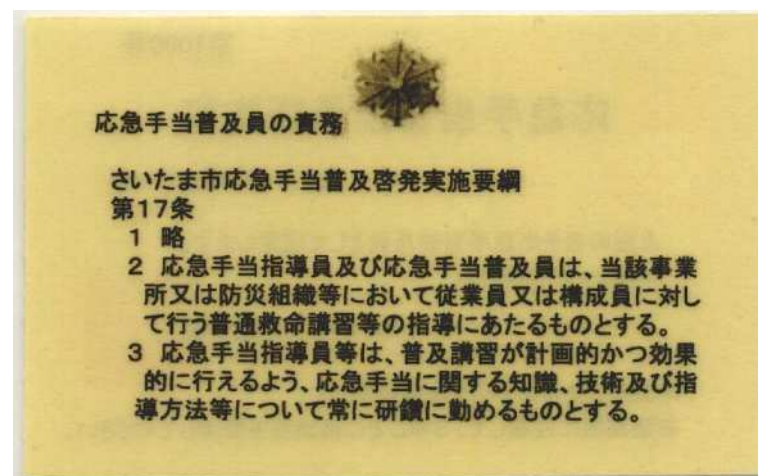 応急手当普及員の責務
さいたま市応急手当普及啓発実施要綱
第17条
1 略
2 応急手当指導員及び応急手当普及員は、当該事業
所又は防災組織等において従業員又は構成員に対し
て行う普通救命講習等の指導にあたるものとする。
3 応急手当指導員等は、普及講習が計画的かつ効果
的に行えるよう、応急手当に関する知識、技術及び指
導方法等について常に研鑽に勤めるものとする。